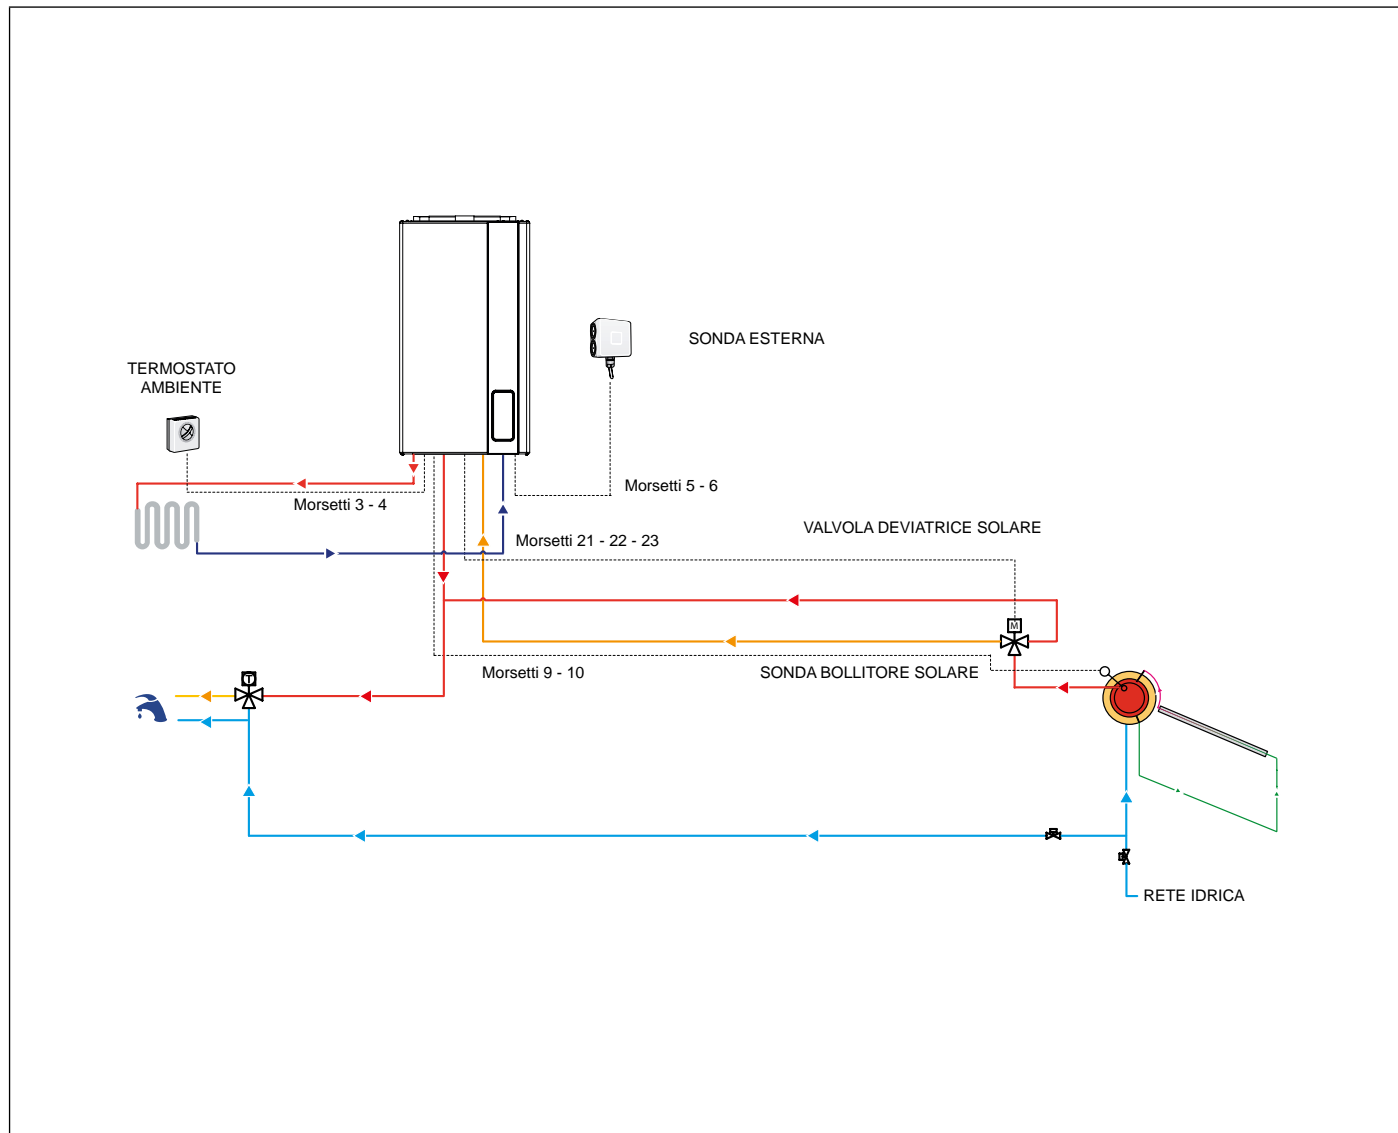 SONDA ESTERNA
TERMOSTATO
AMBIENTE
Morsetti 5 - 6
Morsetti 3 - 4
VALVOLA DEVIATRICE SOLARE
Morsetti 21 - 22 - 23
M
Morsetti 9 - 10
SONDA BOLLITORE SOLARE
T
RETE IDRICA